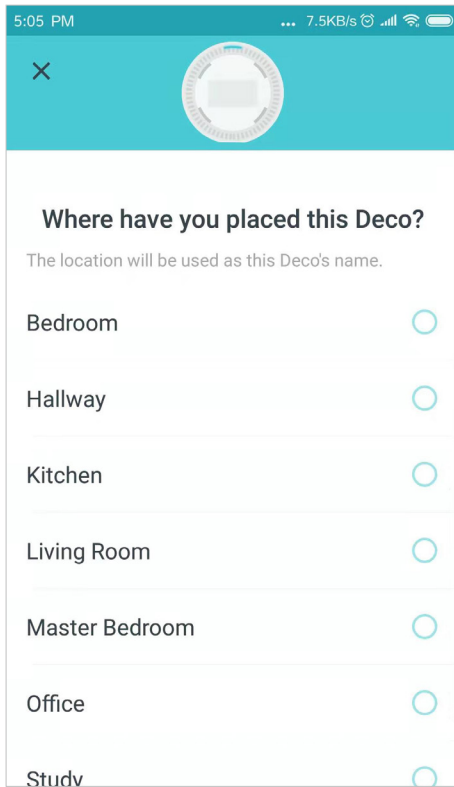 5:05 PM ... 7.5KB/s
Where have you placed this Deco?
The location will be used as this Deco's name.
Bedroom
Hallway
Kitchen
Living Room
Master Bedroom
Office
Study